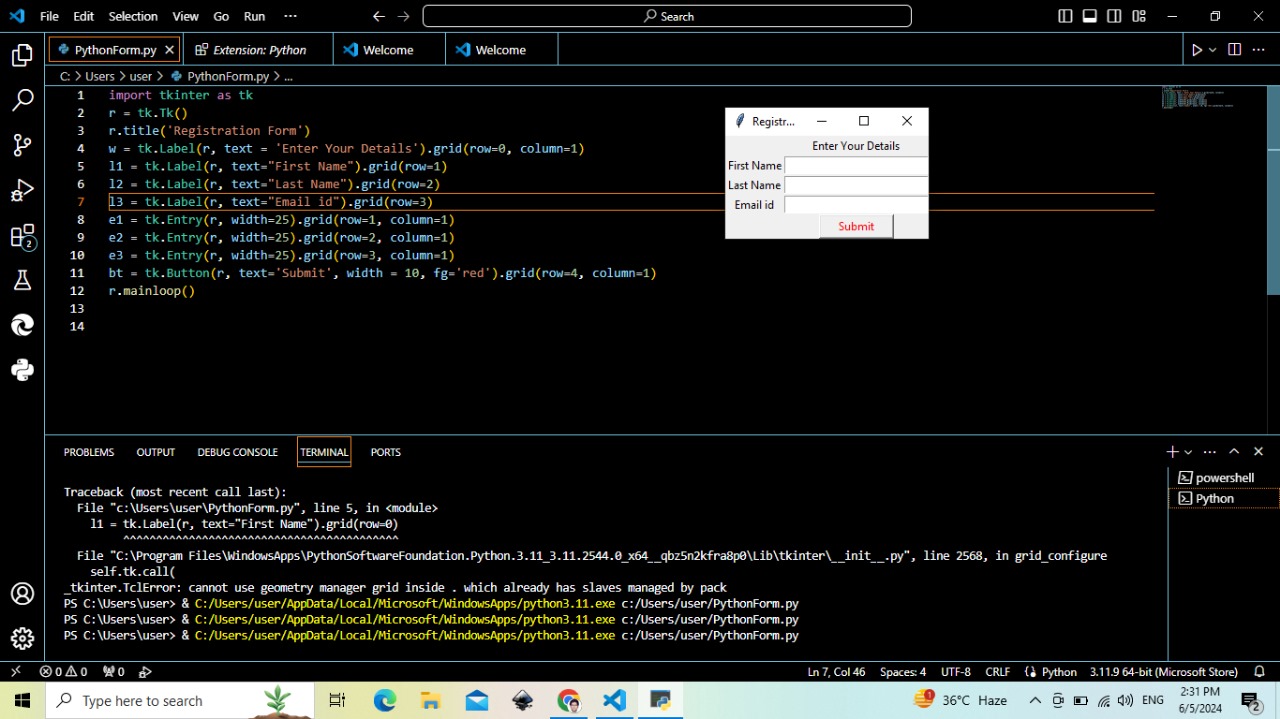 File Edit Selection View Go Run ··· Search
PythonForm.py Extension: Python Welcome Welcome
C: > Users > user > PythonForm.py > ...
1 import tkinter as tk
2 r = tk.Tk()
3 r.title('Registration Form')
4 w = tk.Label(r, text = 'Enter Your Details').grid(row=0, column=1)
5 l1 = tk.Label(r, text="First Name").grid(row=1)
6 l2 = tk.Label(r, text="Last Name").grid(row=2)
7 l3 = tk.Label(r, text="Email id").grid(row=3)
8 e1 = tk.Entry(r, width=25).grid(row=1, column=1)
9 e2 = tk.Entry(r, width=25).grid(row=2, column=1)
10 e3 = tk.Entry(r, width=25).grid(row=3, column=1)
11 bt = tk.Button(r, text='Submit', width = 10, fg='red').grid(row=4, column=1)
12 r.mainloop()
13
14
Registr...
Enter Your Details
First Name
Last Name
Email id
Submit
2
PROBLEMS OUTPUT DEBUG CONSOLE TERMINAL PORTS
powershell
Python
Traceback (most recent call last):
File "c:\Users\user\PythonForm.py", line 5, in <module>
l1 = tk.Label(r, text="First Name").grid(row=0)
^^^^^^^^^^^^^^^^^^^^^^^^^^^^^^^^^^^^^^^^^^
File "C:\Program Files\WindowsApps\PythonSoftwareFoundation.Python.3.11_3.11.2544.0_x64__qbz5n2kfra8p0\Lib\tkinter\__init__.py", line 2568, in grid_configure
self.tk.call(
_tkinter.TclError: cannot use geometry manager grid inside . which already has slaves managed by pack
PS C:\Users\user> & C:/Users/user/AppData/Local/Microsoft/WindowsApps/python3.11.exe c:/Users/user/PythonForm.py
PS C:\Users\user> & C:/Users/user/AppData/Local/Microsoft/WindowsApps/python3.11.exe c:/Users/user/PythonForm.py
PS C:\Users\user> & C:/Users/user/AppData/Local/Microsoft/WindowsApps/python3.11.exe c:/Users/user/PythonForm.py
0 0 0 Ln 7, Col 46 Spaces: 4 UTF-8 CRLF {} Python 3.11.9 64-bit (Microsoft Store)
Type here to search 1 36°C Haze ENG 2:31 PM
6/5/2024 2